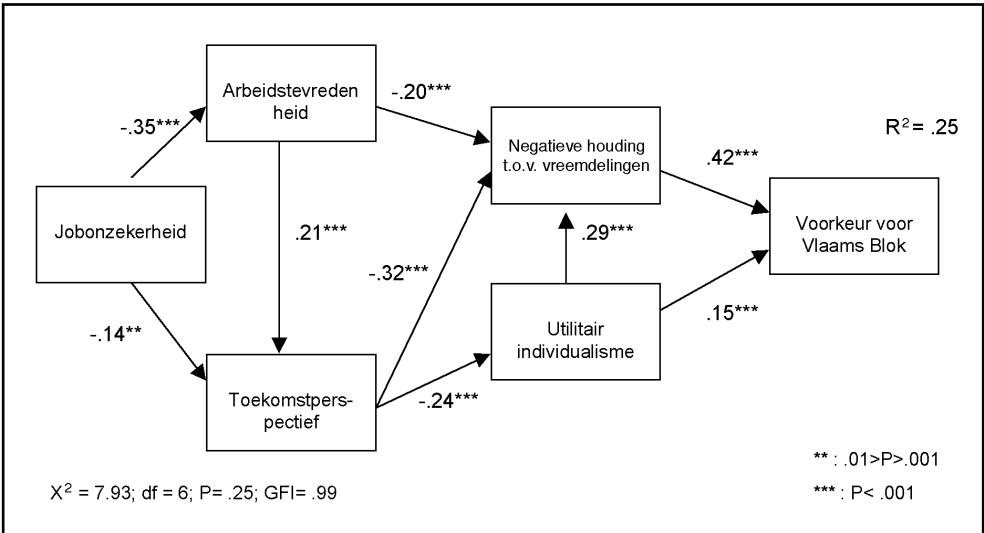 Arbeidstevreden
heid
-.20***
Negatieve houding
t.o.v. vreemdelingen
R²= .25
-.35***
.42***
Jobonzekerheid
.21***
.29***
Voorkeur voor
Vlaams Blok
-.32***
-.14**
Utilitair
individualisme
.15***
Toekomstpers-
pectief
-.24***
** : .01>P>.001
X² = 7.93; df = 6; P= .25; GFI= .99
*** : P< .001